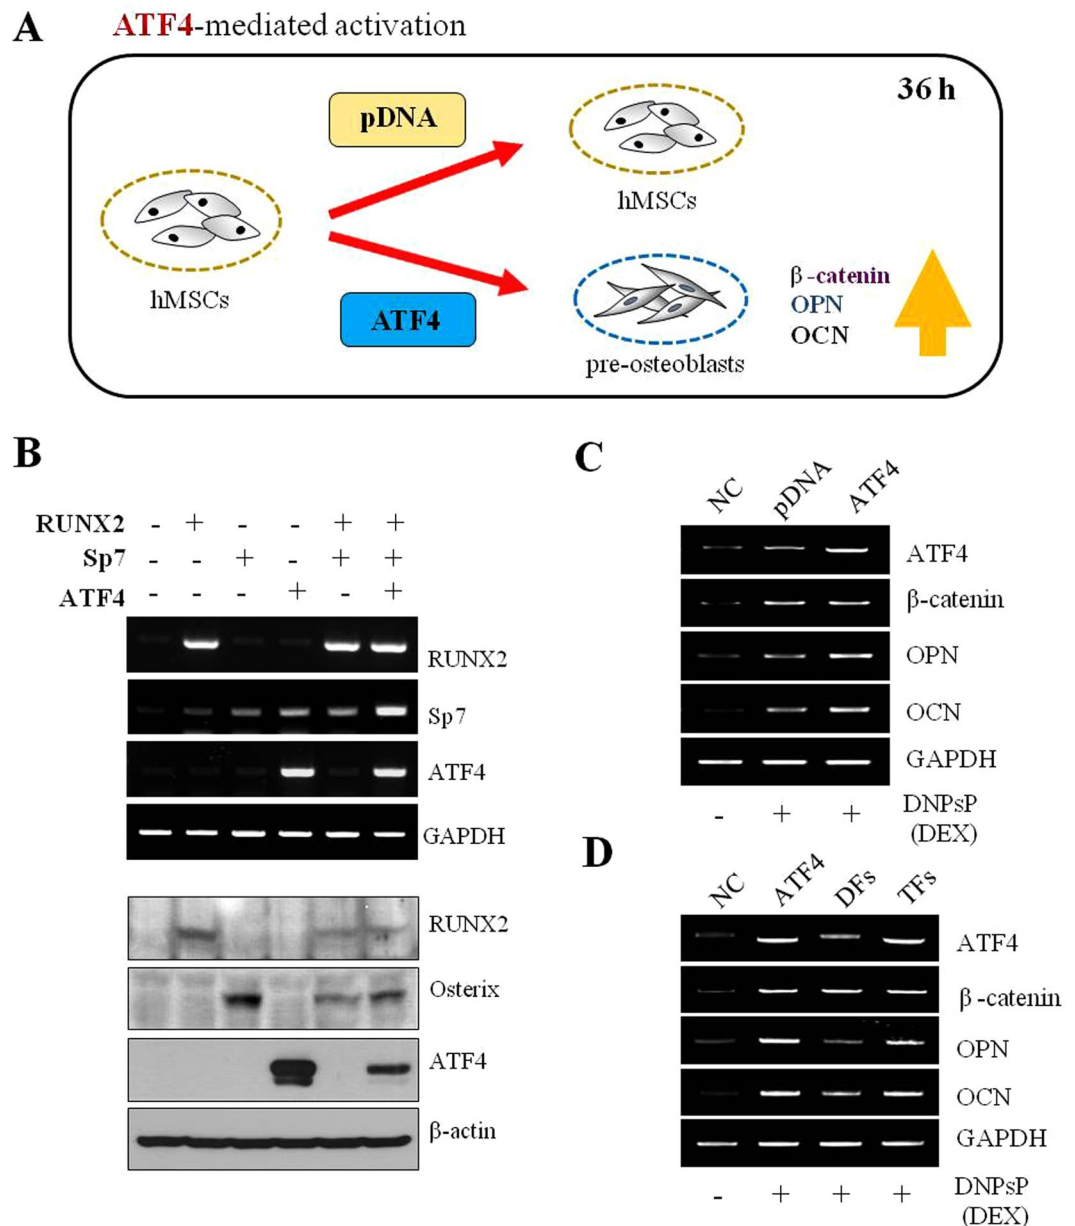 A
ATF4-mediated activation
36 h
pDNA
hMSCs
hMSCs
ATF4
pre-osteoblasts
β-catenin
OPN
OCN
B
RUNX2 - + - - + +
Sp7 - - + - + +
ATF4 - - - + - +
RUNX2
Sp7
ATF4
GAPDH
RUNX2
Osterix
ATF4
β-actin
C
NC pDNA ATF4
ATF4
β-catenin
OPN
OCN
GAPDH
- + + DNPsP
(DEX)
D
NC ATF4 DFs TFs
ATF4
β-catenin
OPN
OCN
GAPDH
- + + + DNPsP
(DEX)